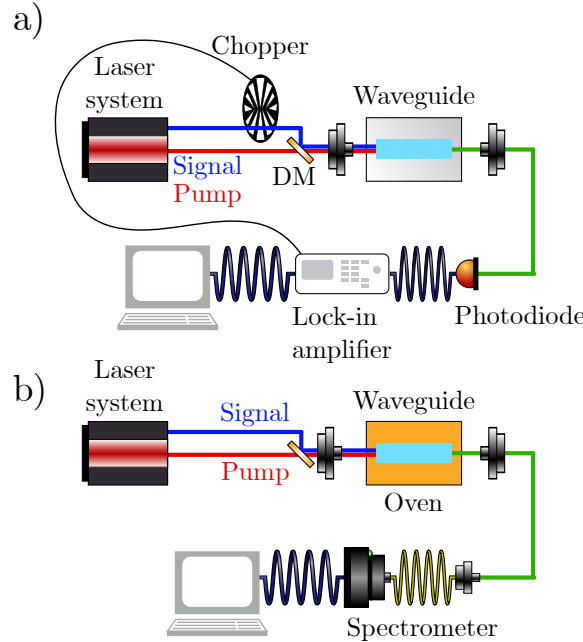 a)
Chopper
Laser
system
Waveguide
Signal
Pump
DM
Lock-in
amplifier
Photodiode
b)
Laser
system
Signal
Waveguide
Pump
Oven
Spectrometer